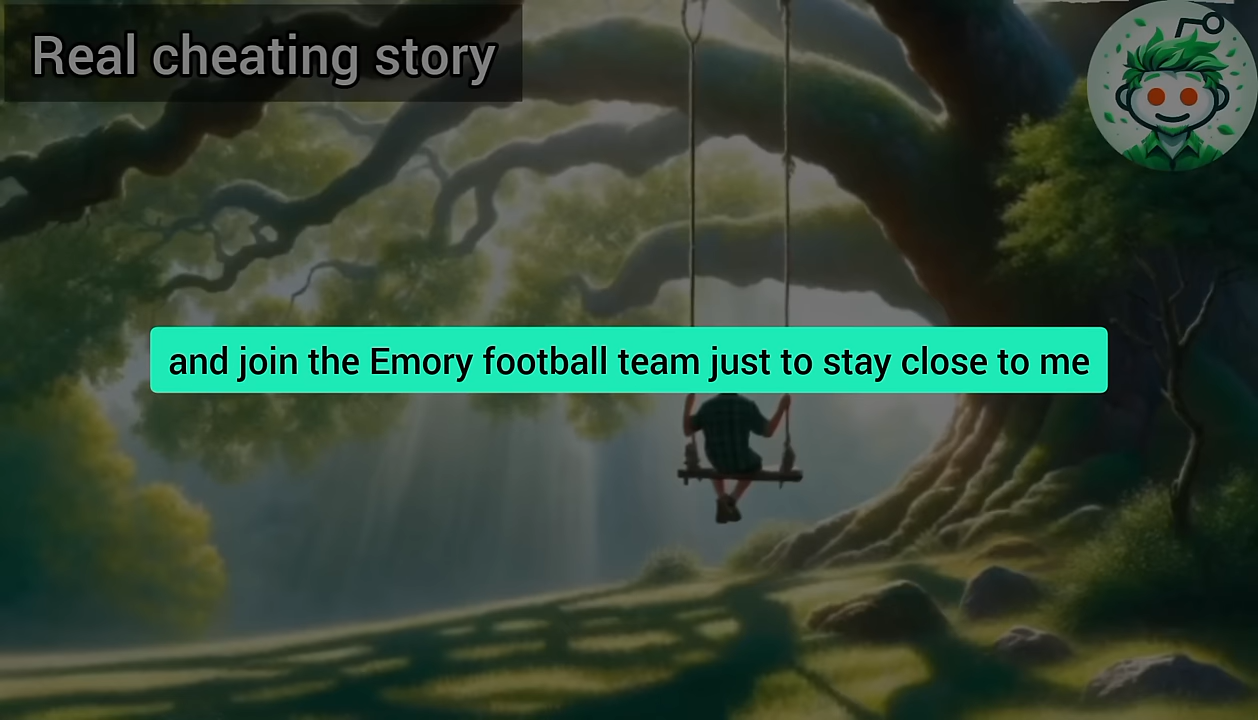 Real cheating story
and join the Emory football team just to stay close to me